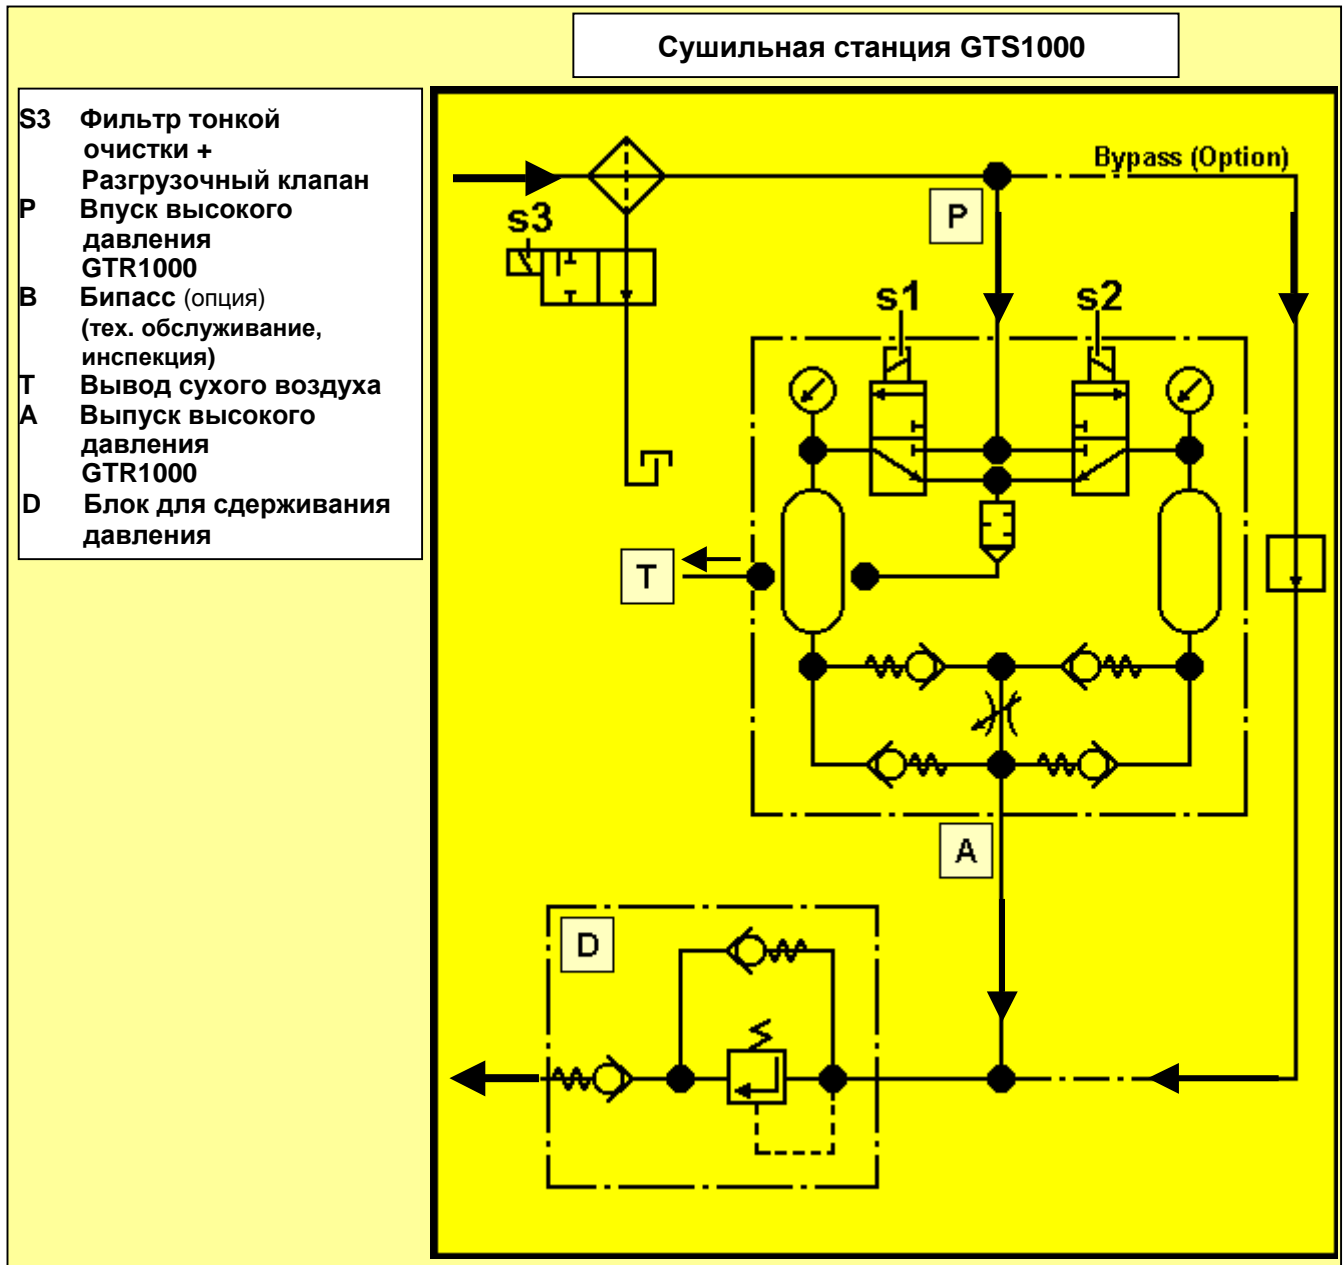 Сушильная станция GTS1000
S3 Фильтр тонкой
очистки +
Разгрузочный клапан
P Впуск высокого
давления
GTR1000
B Бипасс (опция)
(тех. обслуживание,
инспекция)
T Вывод сухого воздуха
A Выпуск высокого
давления
GTR1000
D Блок для сдерживания
давления
Bypass (Option)
s3
P
s1
s2
T
A
D